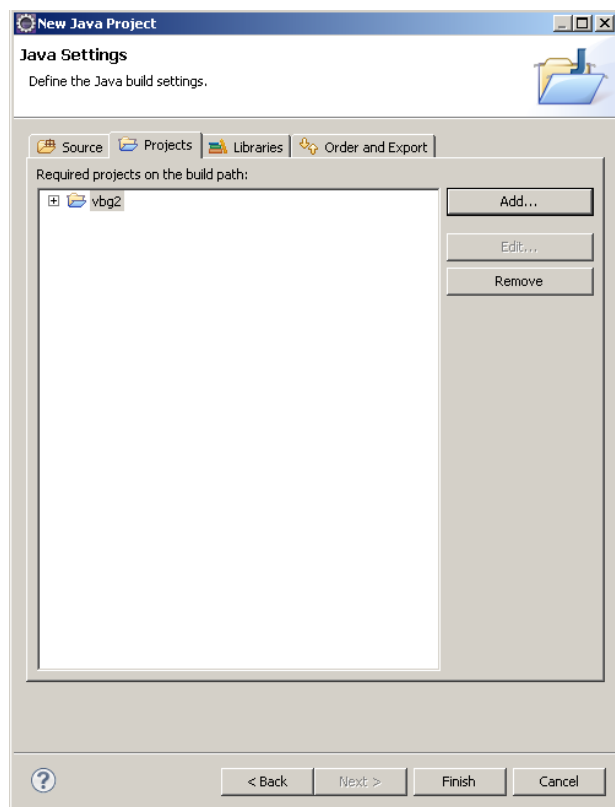 New Java Project
Java Settings
Define the Java build settings.
Source Projects Libraries Order and Export
Required projects on the build path:
vbg2
Add...
Edit...
Remove
< Back Next > Finish Cancel